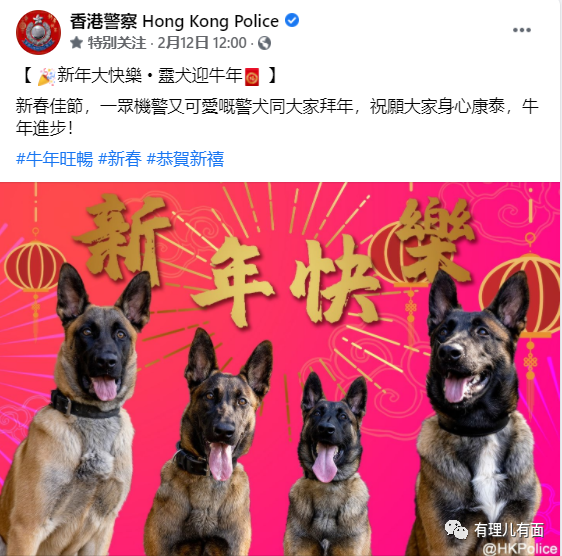 香港警察 Hong Kong Police
特别关注 · 2月12日 12:00 ·
【 🎉新年大快樂 • 靈犬迎牛年🧧 】
新春佳節，一眾機警又可愛嘅警犬同大家拜年，祝願大家身心康泰，牛
年進步！
#牛年旺暢 #新春 #恭賀新禧
新年快樂
有理儿有面
@HKPolice